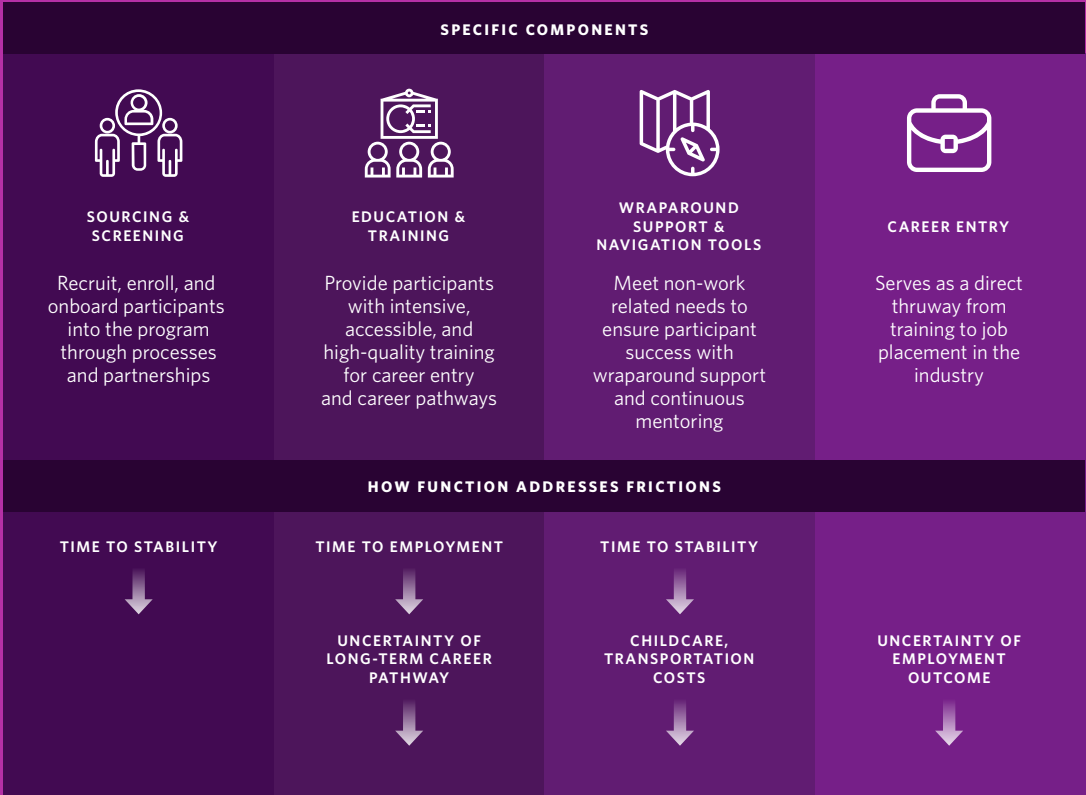 SPECIFIC COMPONENTS
SOURCING &
SCREENING
Recruit, enroll, and
onboard participants
into the program
through processes
and partnerships
EDUCATION &
TRAINING
Provide participants
with intensive,
accessible, and
high-quality training
for career entry
and career pathways
WRAPAROUND
SUPPORT &
NAVIGATION TOOLS
Meet non-work
related needs to
ensure participant
success with
wraparound support
and continuous
mentoring
CAREER ENTRY
Serves as a direct
thruway from
training to job
placement in the
industry
HOW FUNCTION ADDRESSES FRICTIONS
TIME TO STABILITY
TIME TO EMPLOYMENT
UNCERTAINTY OF
LONG-TERM CAREER
PATHWAY
TIME TO STABILITY
CHILDCARE,
TRANSPORTATION
COSTS
UNCERTAINTY OF
EMPLOYMENT
OUTCOME